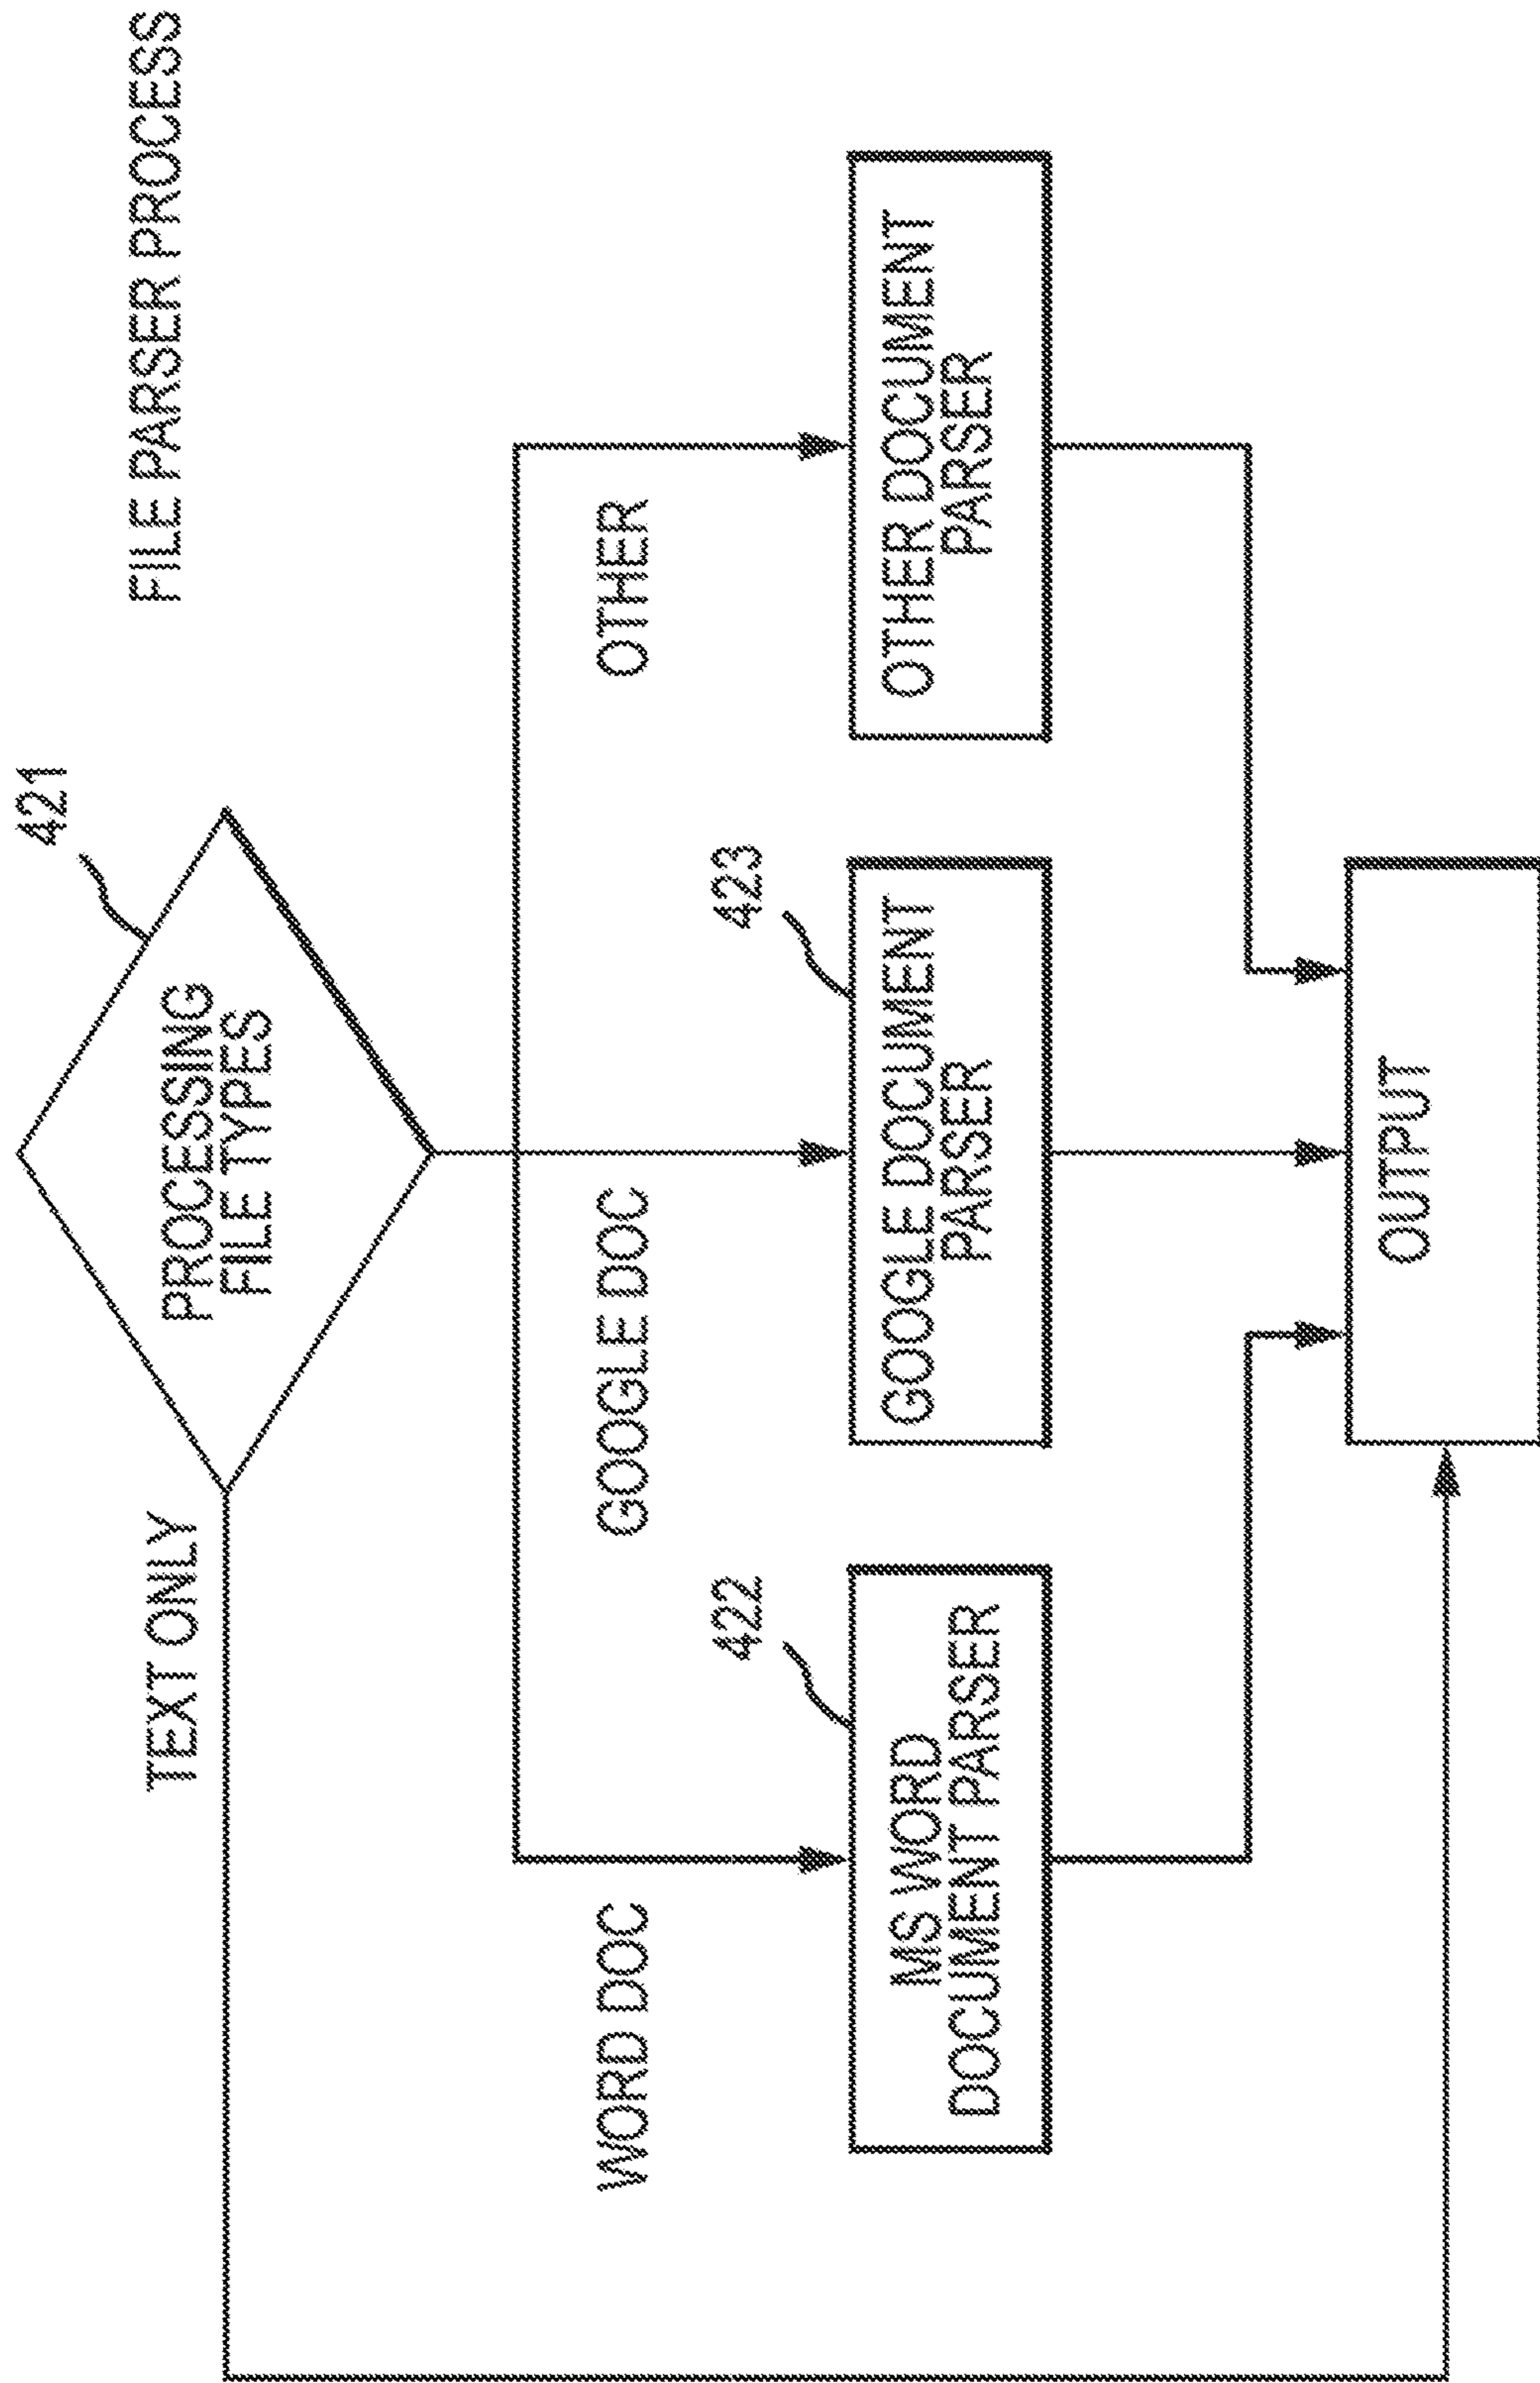 FILE PARSER PROCESS
421
PROCESSING
FILE TYPES
TEXT ONLY
WORD DOC
GOOGLE DOC
OTHER
422
MS WORD
DOCUMENT PARSER
423
GOOGLE DOCUMENT
PARSER
OTHER DOCUMENT
PARSER
OUTPUT